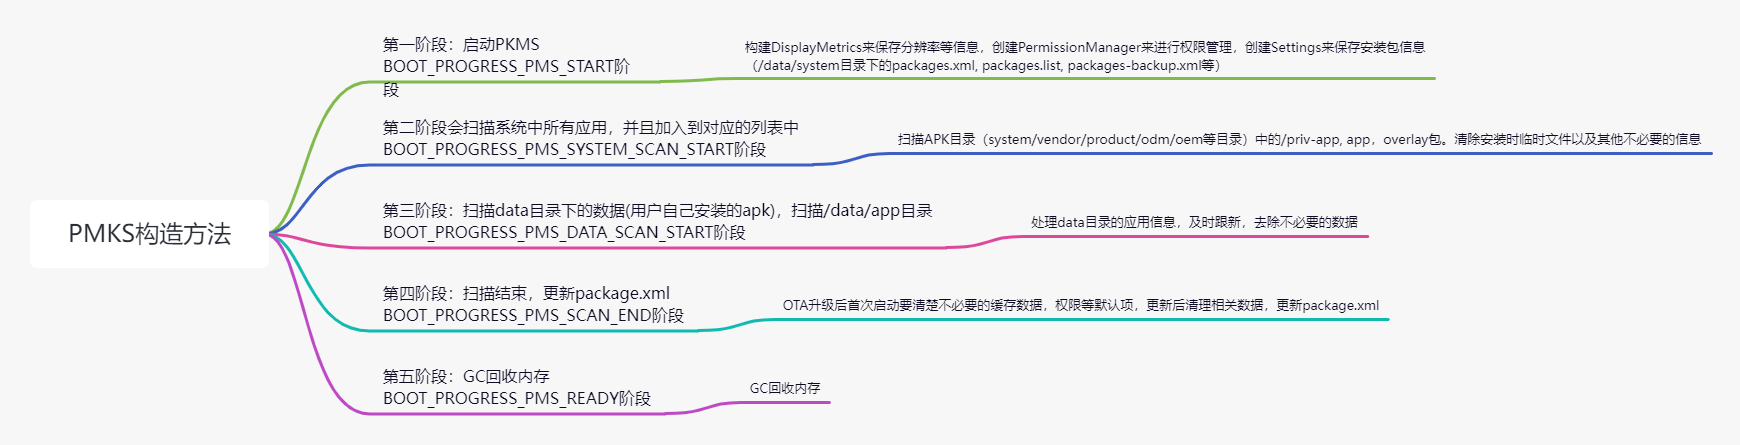 PMKS构造方法
第一阶段：启动PKMS
BOOT_PROGRESS_PMS_START阶
段
构建DisplayMetrics来保存分辨率等信息，创建PermissionManager来进行权限管理，创建Settings来保存安装包信息
（/data/system目录下的packages.xml, packages.list, packages-backup.xml等）
第二阶段会扫描系统中所有应用，并且加入到对应的列表中
BOOT_PROGRESS_PMS_SYSTEM_SCAN_START阶段
扫描APK目录（system/vendor/product/odm/oem等目录）中的/priv-app, app，overlay包。清除安装时临时文件以及其他不必要的信息
第三阶段：扫描data目录下的数据(用户自己安装的apk)，扫描/data/app目录
BOOT_PROGRESS_PMS_DATA_SCAN_START阶段
处理data目录的应用信息，及时跟新，去除不必要的数据
第四阶段：扫描结束，更新package.xml
BOOT_PROGRESS_PMS_SCAN_END阶段
OTA升级后首次启动要清楚不必要的缓存数据，权限等默认项，更新后清理相关数据，更新package.xml
第五阶段：GC回收内存
BOOT_PROGRESS_PMS_READY阶段
GC回收内存